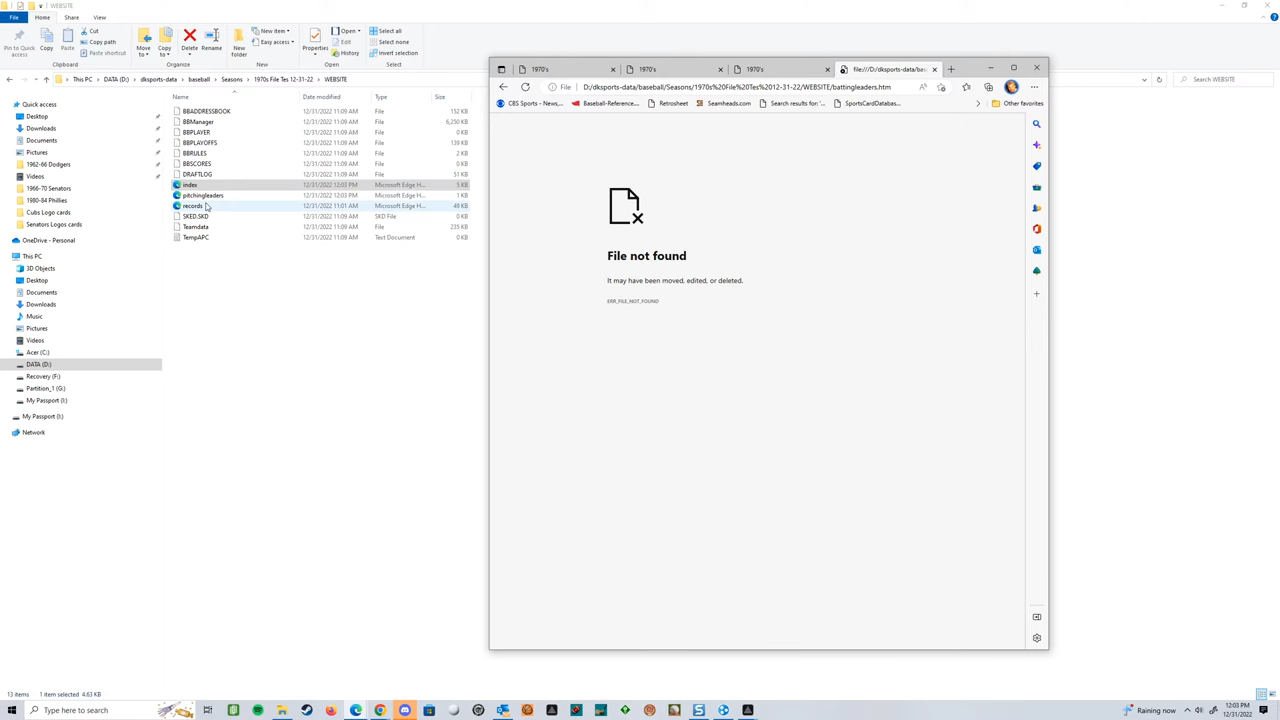 File Home Share View
Pin to Quick access
Copy
Paste
Cut
Copy path
Paste shortcut
Clipboard
Move to
Copy to
Delete
Rename
Organize
New folder
New item
Easy access
New
Properties
Open
Edit
History
Open
Select all
Select none
Invert selection
Select
This PC > DATA (D:) > dksports-data > baseball > Seasons > 1970s File Tes 12-31-22 > WEBSITE
Search WEBSITE
Quick access
Desktop
Downloads
Documents
Pictures
1962-66 Dodgers
Videos
1966-70 Senators
1980-84 Phillies
Cubs Logo cards
Senators Logos cards
OneDrive - Personal
This PC
3D Objects
Desktop
Documents
Downloads
Music
Pictures
Videos
Acer (C:)
DATA (D:)
Recovery (F:)
Partition_1 (G:)
My Passport (I:)
My Passport (I:)
Network
Name Date modified Type Size
BBADDRESSBOOK 12/31/2022 11:09 AM File 152 KB
BBManager 12/31/2022 11:09 AM File 6,250 KB
BBPLAYER 12/31/2022 11:09 AM File 0 KB
BBPLAYOFFS 12/31/2022 11:09 AM File 139 KB
BBRULES 12/31/2022 11:09 AM File 2 KB
BBSCORES 12/31/2022 11:09 AM File 0 KB
DRAFTLOG 12/31/2022 11:09 AM File 51 KB
index 12/31/2022 12:03 PM Microsoft Edge H... 5 KB
pitchingleaders 12/31/2022 12:03 PM Microsoft Edge H... 1 KB
records 12/31/2022 11:01 AM Microsoft Edge H... 49 KB
SKED.SKD 12/31/2022 11:09 AM SKD File 0 KB
Teamdata 12/31/2022 11:09 AM File 235 KB
TempAPC 12/31/2022 11:09 AM Text Document 0 KB
1970's
1970's
1970's
file:///D:/dksports-data/bas
File D:/dksports-data/baseball/Seasons/1970s%20File%20Tes%2012-31-22/WEBSITE/battingleaders.htm
CBS Sports - News,... Baseball-Reference,... Retrosheet Seamheads.com Search results for '... SportsCardDatabas... Other favorites
File not found
It may have been moved, edited, or deleted.
ERR_FILE_NOT_FOUND
13 items 1 item selected 4.63 KB
Type here to search
Raining now
12:03 PM
12/31/2022